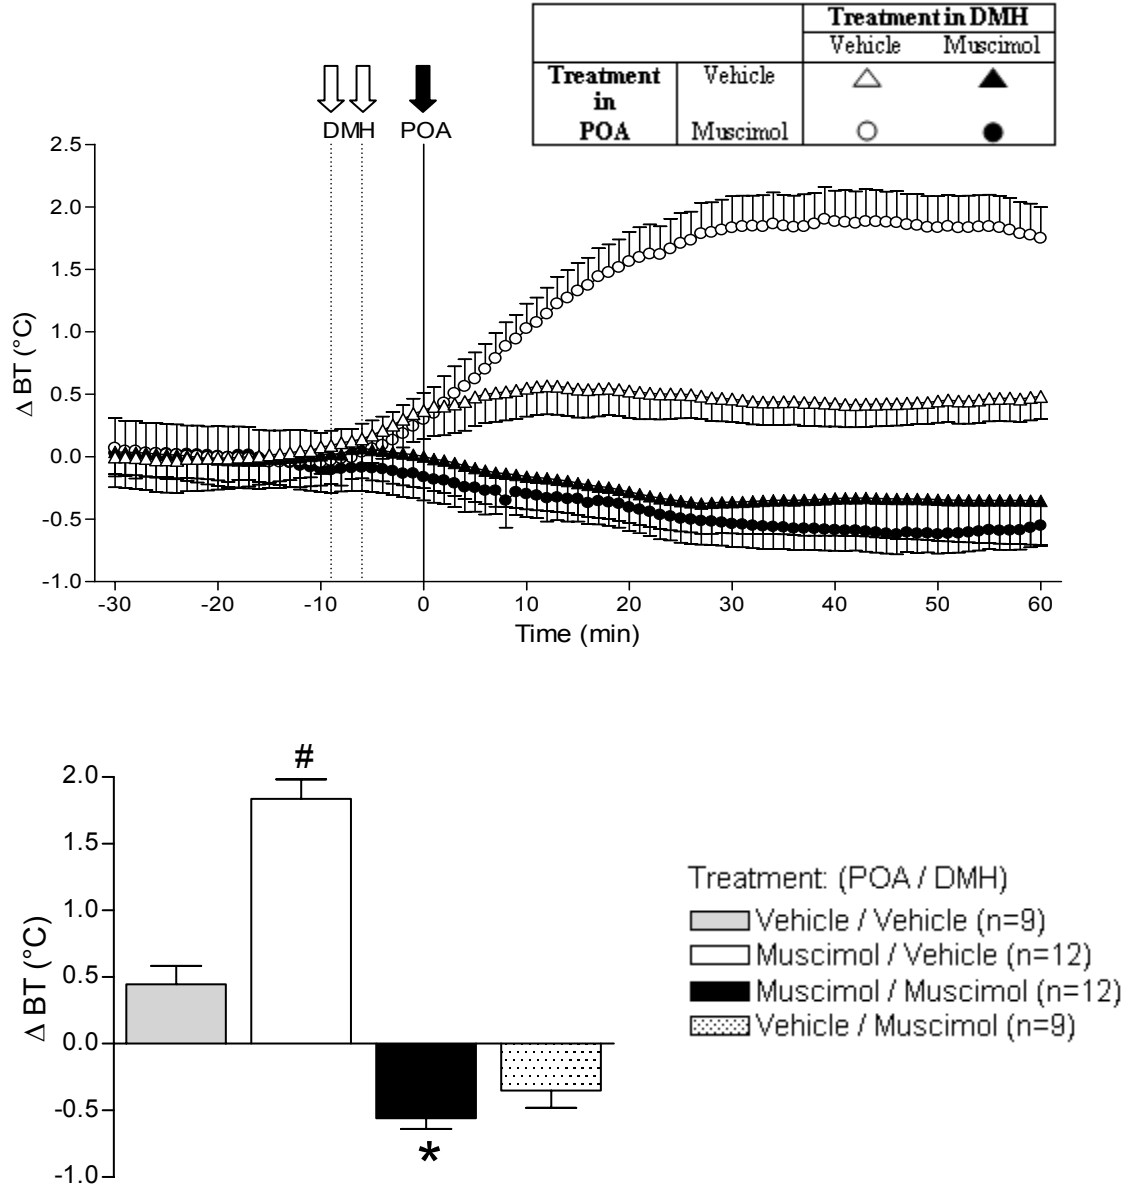 Treatment in DMH
Vehicle Muscimol
Treatment in POA
Vehicle
Muscimol
DMH POA
2.5
2.0
1.5
1.0
0.5
0.0
-0.5
-1.0
Δ BT (°C)
-30 -20 -10 0 10 20 30 40 50 60
Time (min)
#
2.0
1.5
1.0
0.5
0.0
-0.5
-1.0
Δ BT (°C)
*
Treatment: (POA / DMH)
Vehicle / Vehicle (n=9)
Muscimol / Vehicle (n=12)
Muscimol / Muscimol (n=12)
Vehicle / Muscimol (n=9)